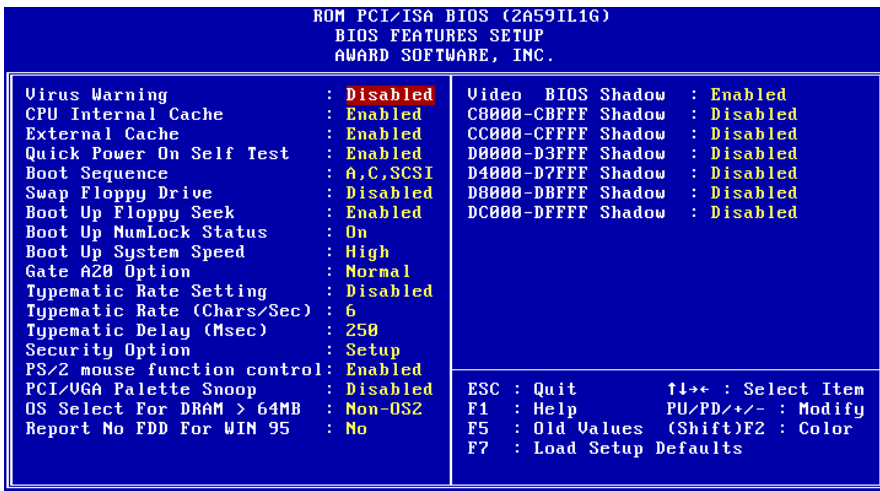 ROM PCI/ISA BIOS (2A59IL1G)
BIOS FEATURES SETUP
AWARD SOFTWARE, INC.
Virus Warning : Disabled
CPU Internal Cache : Enabled
External Cache : Enabled
Quick Power On Self Test : Enabled
Boot Sequence : A,C,SCSI
Swap Floppy Drive : Disabled
Boot Up Floppy Seek : Enabled
Boot Up NumLock Status : On
Boot Up System Speed : High
Gate A20 Option : Normal
Typematic Rate Setting : Disabled
Typematic Rate (Chars/Sec) : 6
Typematic Delay (Msec) : 250
Security Option : Setup
PS/2 mouse function control: Enabled
PCI/VGA Palette Snoop : Disabled
OS Select For DRAM > 64MB : Non-OS2
Report No FDD For WIN 95 : No
Video BIOS Shadow : Enabled
C8000-CBFFF Shadow : Disabled
CC000-CFFFF Shadow : Disabled
D0000-D3FFF Shadow : Disabled
D4000-D7FFF Shadow : Disabled
D8000-DBFFF Shadow : Disabled
DC000-DFFFF Shadow : Disabled
ESC : Quit ↑↓→← : Select Item
F1 : Help PU/PD/+/- : Modify
F5 : Old Values (Shift)F2 : Color
F7 : Load Setup Defaults